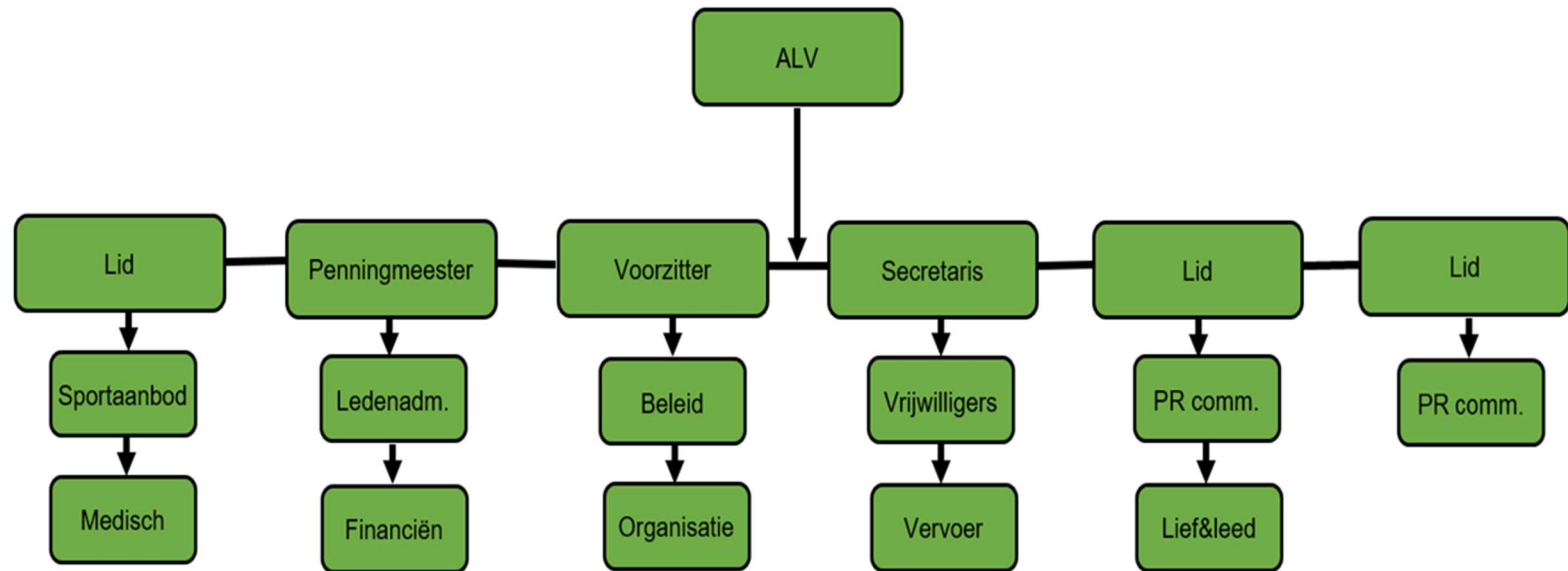 ALV
Lid
Penningmeester
Voorzitter
Secretaris
Lid
Lid
Sportaanbod
Ledenadm.
Beleid
Vrijwilligers
PR comm.
PR comm.
Medisch
Financiën
Organisatie
Vervoer
Lief&leed